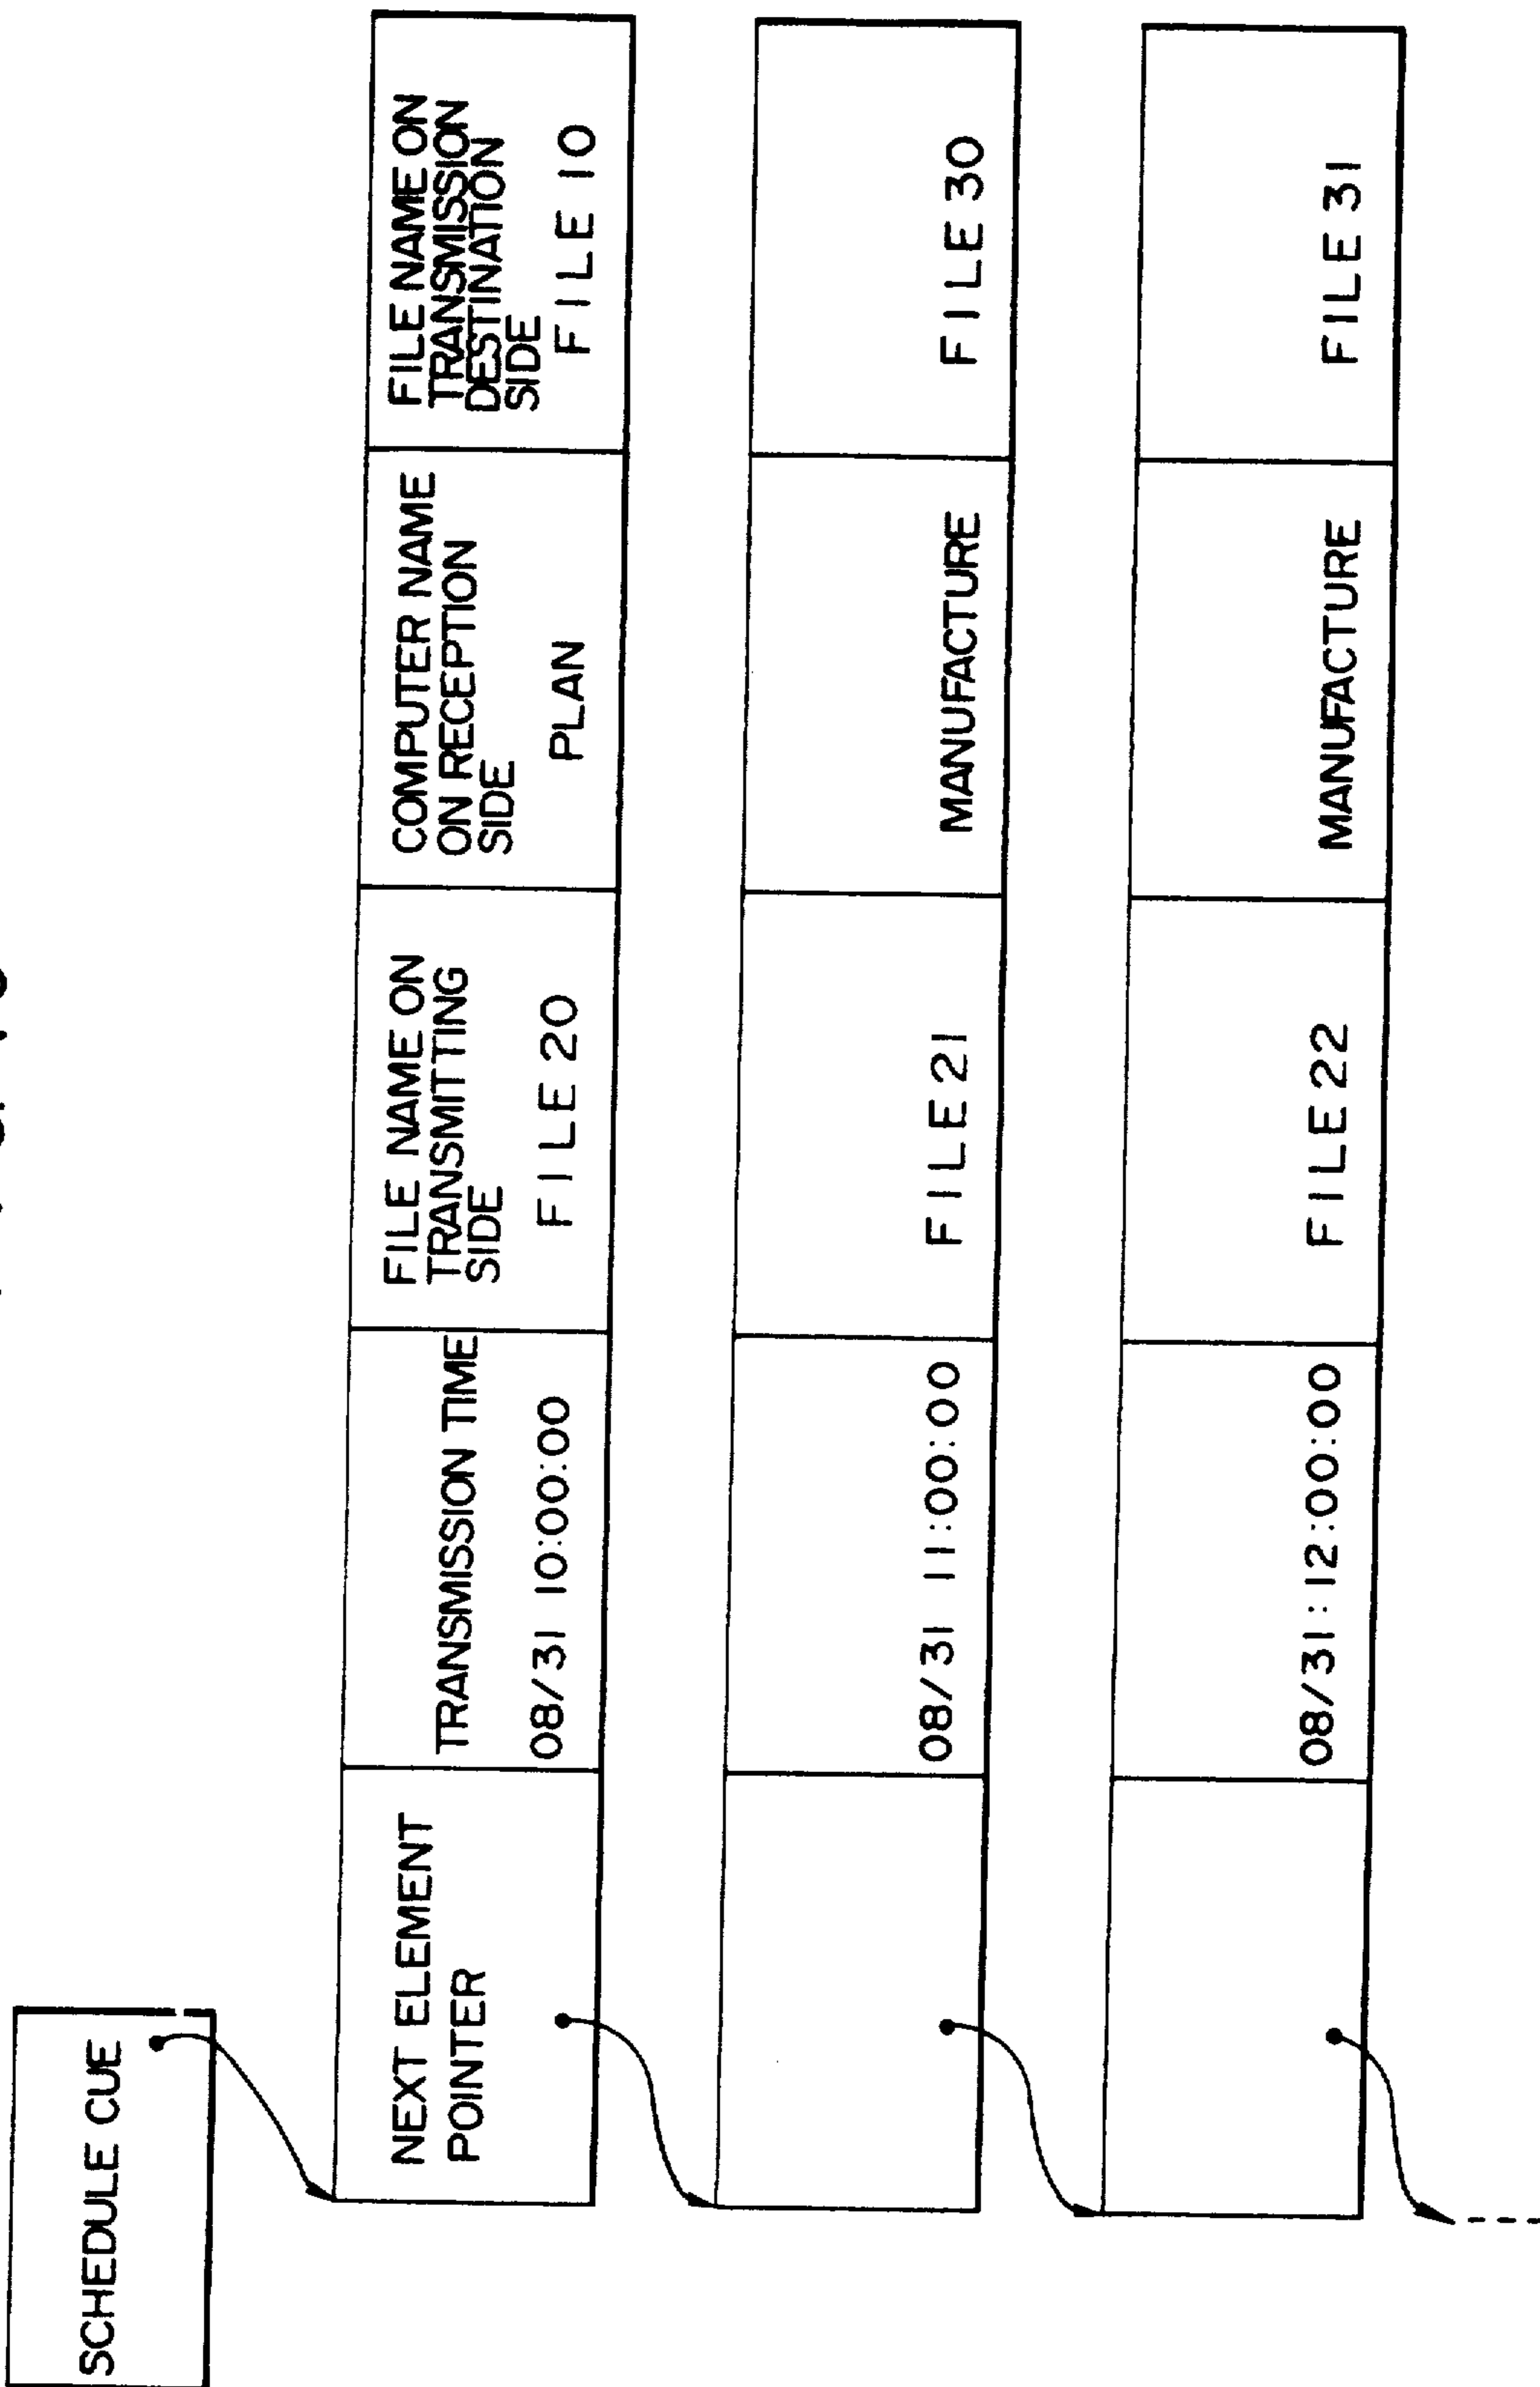 SCHEDULE CUE
NEXT ELEMENT
POINTER
TRANSMISSION TIME
08/31 10:00:00
FILE NAME ON
TRANSMITTING
SIDE
FILE 20
COMPUTER NAME
ON RECEPTION
SIDE
PLAN
FILE NAME ON
TRANSMISSION
DESTINATION
SIDE
FILE 10
08/31 11:00:00
FILE 21
MANUFACTURE
FILE 30
08/31:12:00:00
FILE 22
MANUFACTURE
FILE 31